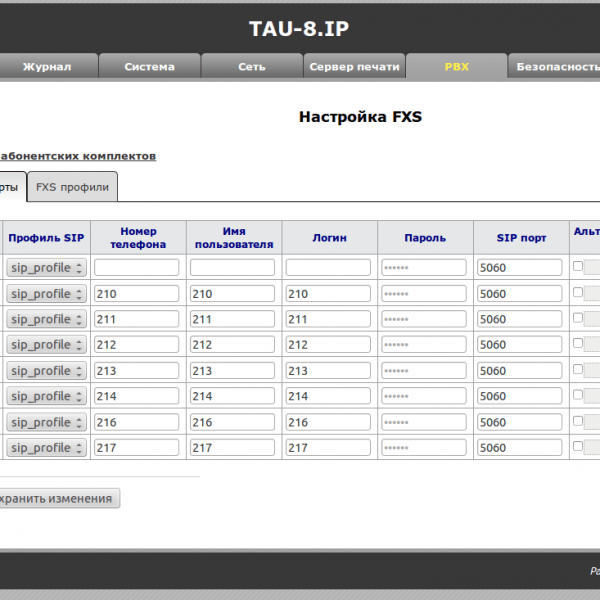 TAU-8.IP
Журнал Система Сеть Сервер печати PBX Безопасность
Настройка FXS
абонентских комплектов
рты FXS профили
Профиль SIP Номер телефона Имя пользователя Логин Пароль SIP порт Альт
sip_profile •••••• 5060
sip_profile 210 210 210 •••••• 5060
sip_profile 211 211 211 •••••• 5060
sip_profile 212 212 212 •••••• 5060
sip_profile 213 213 213 •••••• 5060
sip_profile 214 214 214 •••••• 5060
sip_profile 216 216 216 •••••• 5060
sip_profile 217 217 217 •••••• 5060
хранить изменения